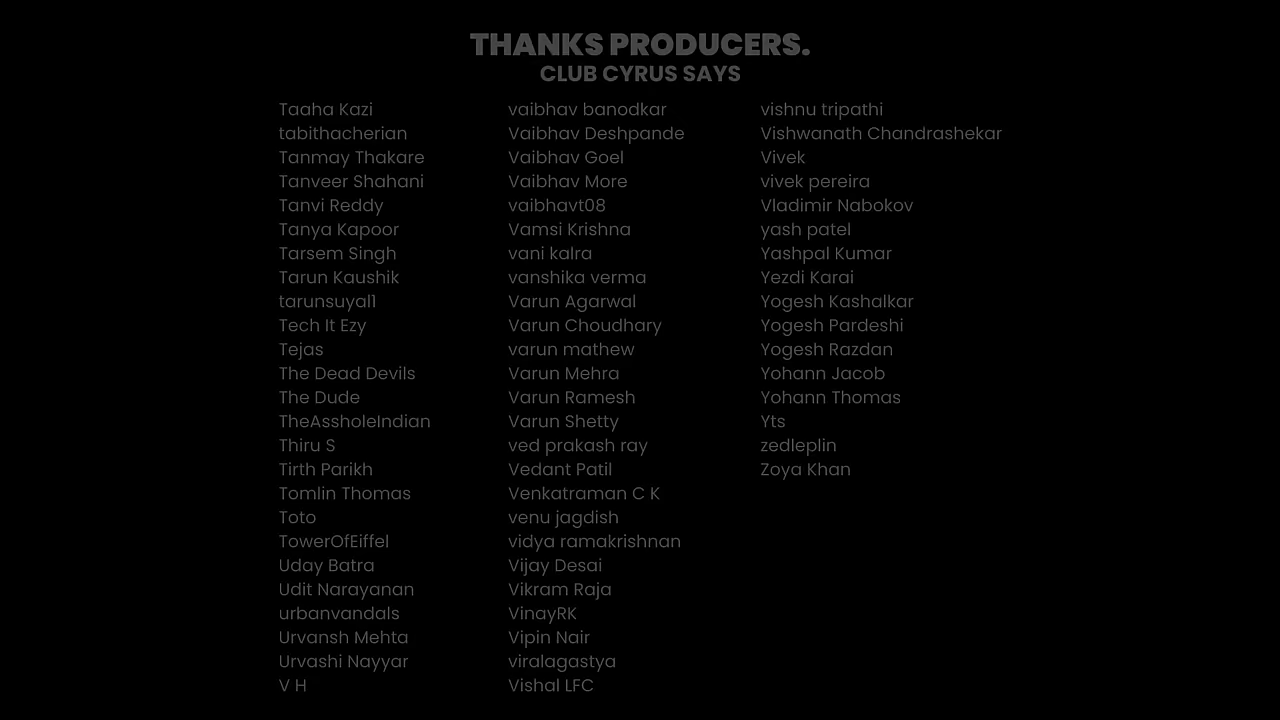 THANKS PRODUCERS.
CLUB CYRUS SAYS
Taaha Kazi
tabithacherian
Tanmay Thakare
Tanveer Shahani
Tanvi Reddy
Tanya Kapoor
Tarsem Singh
Tarun Kaushik
tarunsuyal1
Tech It Ezy
Tejas
The Dead Devils
The Dude
TheAssholeIndian
Thiru S
Tirth Parikh
Tomlin Thomas
Toto
TowerOfEiffel
Uday Batra
Udit Narayanan
urbanvandals
Urvansh Mehta
Urvashi Nayyar
V H
vaibhav banodkar
Vaibhav Deshpande
Vaibhav Goel
Vaibhav More
vaibhavt08
Vamsi Krishna
vani kalra
vanshika verma
Varun Agarwal
Varun Choudhary
varun mathew
Varun Mehra
Varun Ramesh
Varun Shetty
ved prakash ray
Vedant Patil
Venkatraman C K
venu jagdish
vidya ramakrishnan
Vijay Desai
Vikram Raja
VinayRK
Vipin Nair
viralagastya
Vishal LFC
vishnu tripathi
Vishwanath Chandrashekar
Vivek
vivek pereira
Vladimir Nabokov
yash patel
Yashpal Kumar
Yezdi Karai
Yogesh Kashalkar
Yogesh Pardeshi
Yogesh Razdan
Yohann Jacob
Yohann Thomas
Yts
zedleplin
Zoya Khan